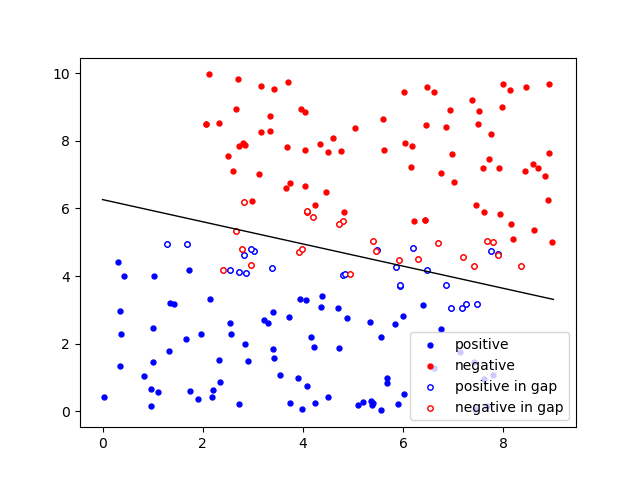 10
8
6
4
2
0
positive
negative
positive in gap
negative in gap
0 2 4 6 8